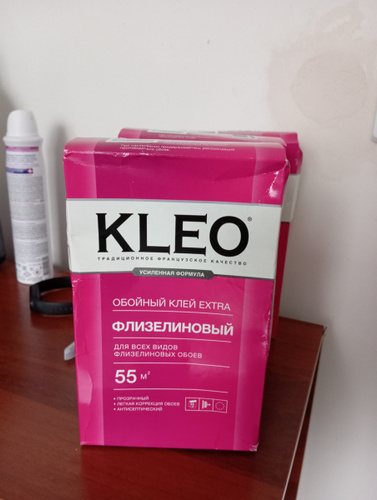 KLEO®
ТРАДИЦИОННОЕ ФРАНЦУЗСКОЕ КАЧЕСТВО
УСИЛЕННАЯ ФОРМУЛА
ОБОЙНЫЙ КЛЕЙ EXTRA
ФЛИЗЕЛИНОВЫЙ
ДЛЯ ВСЕХ ВИДОВ
ФЛИЗЕЛИНОВЫХ ОБОЕВ
55 м²
• ПРОЗРАЧНЫЙ
• ЛЕГКАЯ КОРРЕКЦИЯ ОБОЕВ
• АНТИСЕПТИЧЕСКИЙ